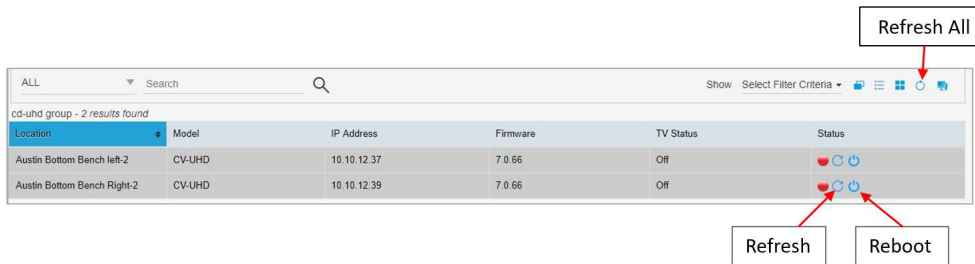 Refresh All
ALL Search Show Select Filter Criteria
cd-uhd group - 2 results found
Location Model IP Address Firmware TV Status Status
Austin Bottom Bench left-2 CV-UHD 10.10.12.37 7.0.66 Off
Austin Bottom Bench Right-2 CV-UHD 10.10.12.39 7.0.66 Off
Refresh Reboot